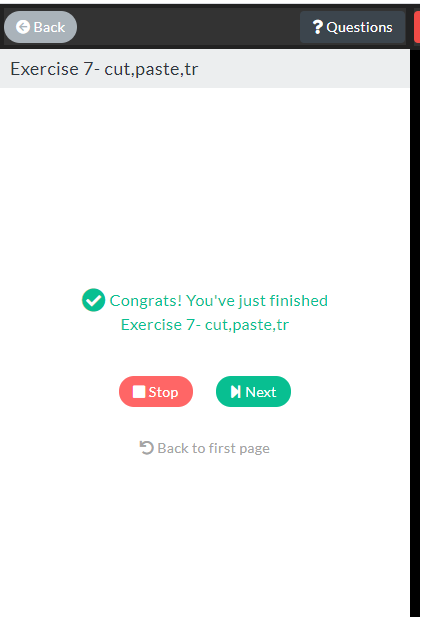 Back
Questions
Exercise 7- cut,paste,tr
Congrats! You've just finished
Exercise 7- cut,paste,tr
Stop
Next
Back to first page